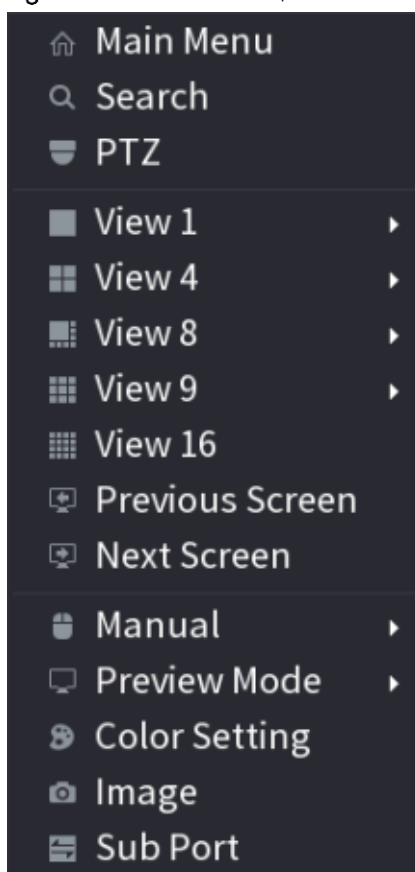 Main Menu
Search
PTZ
View 1
View 4
View 8
View 9
View 16
Previous Screen
Next Screen
Manual
Preview Mode
Color Setting
Image
Sub Port